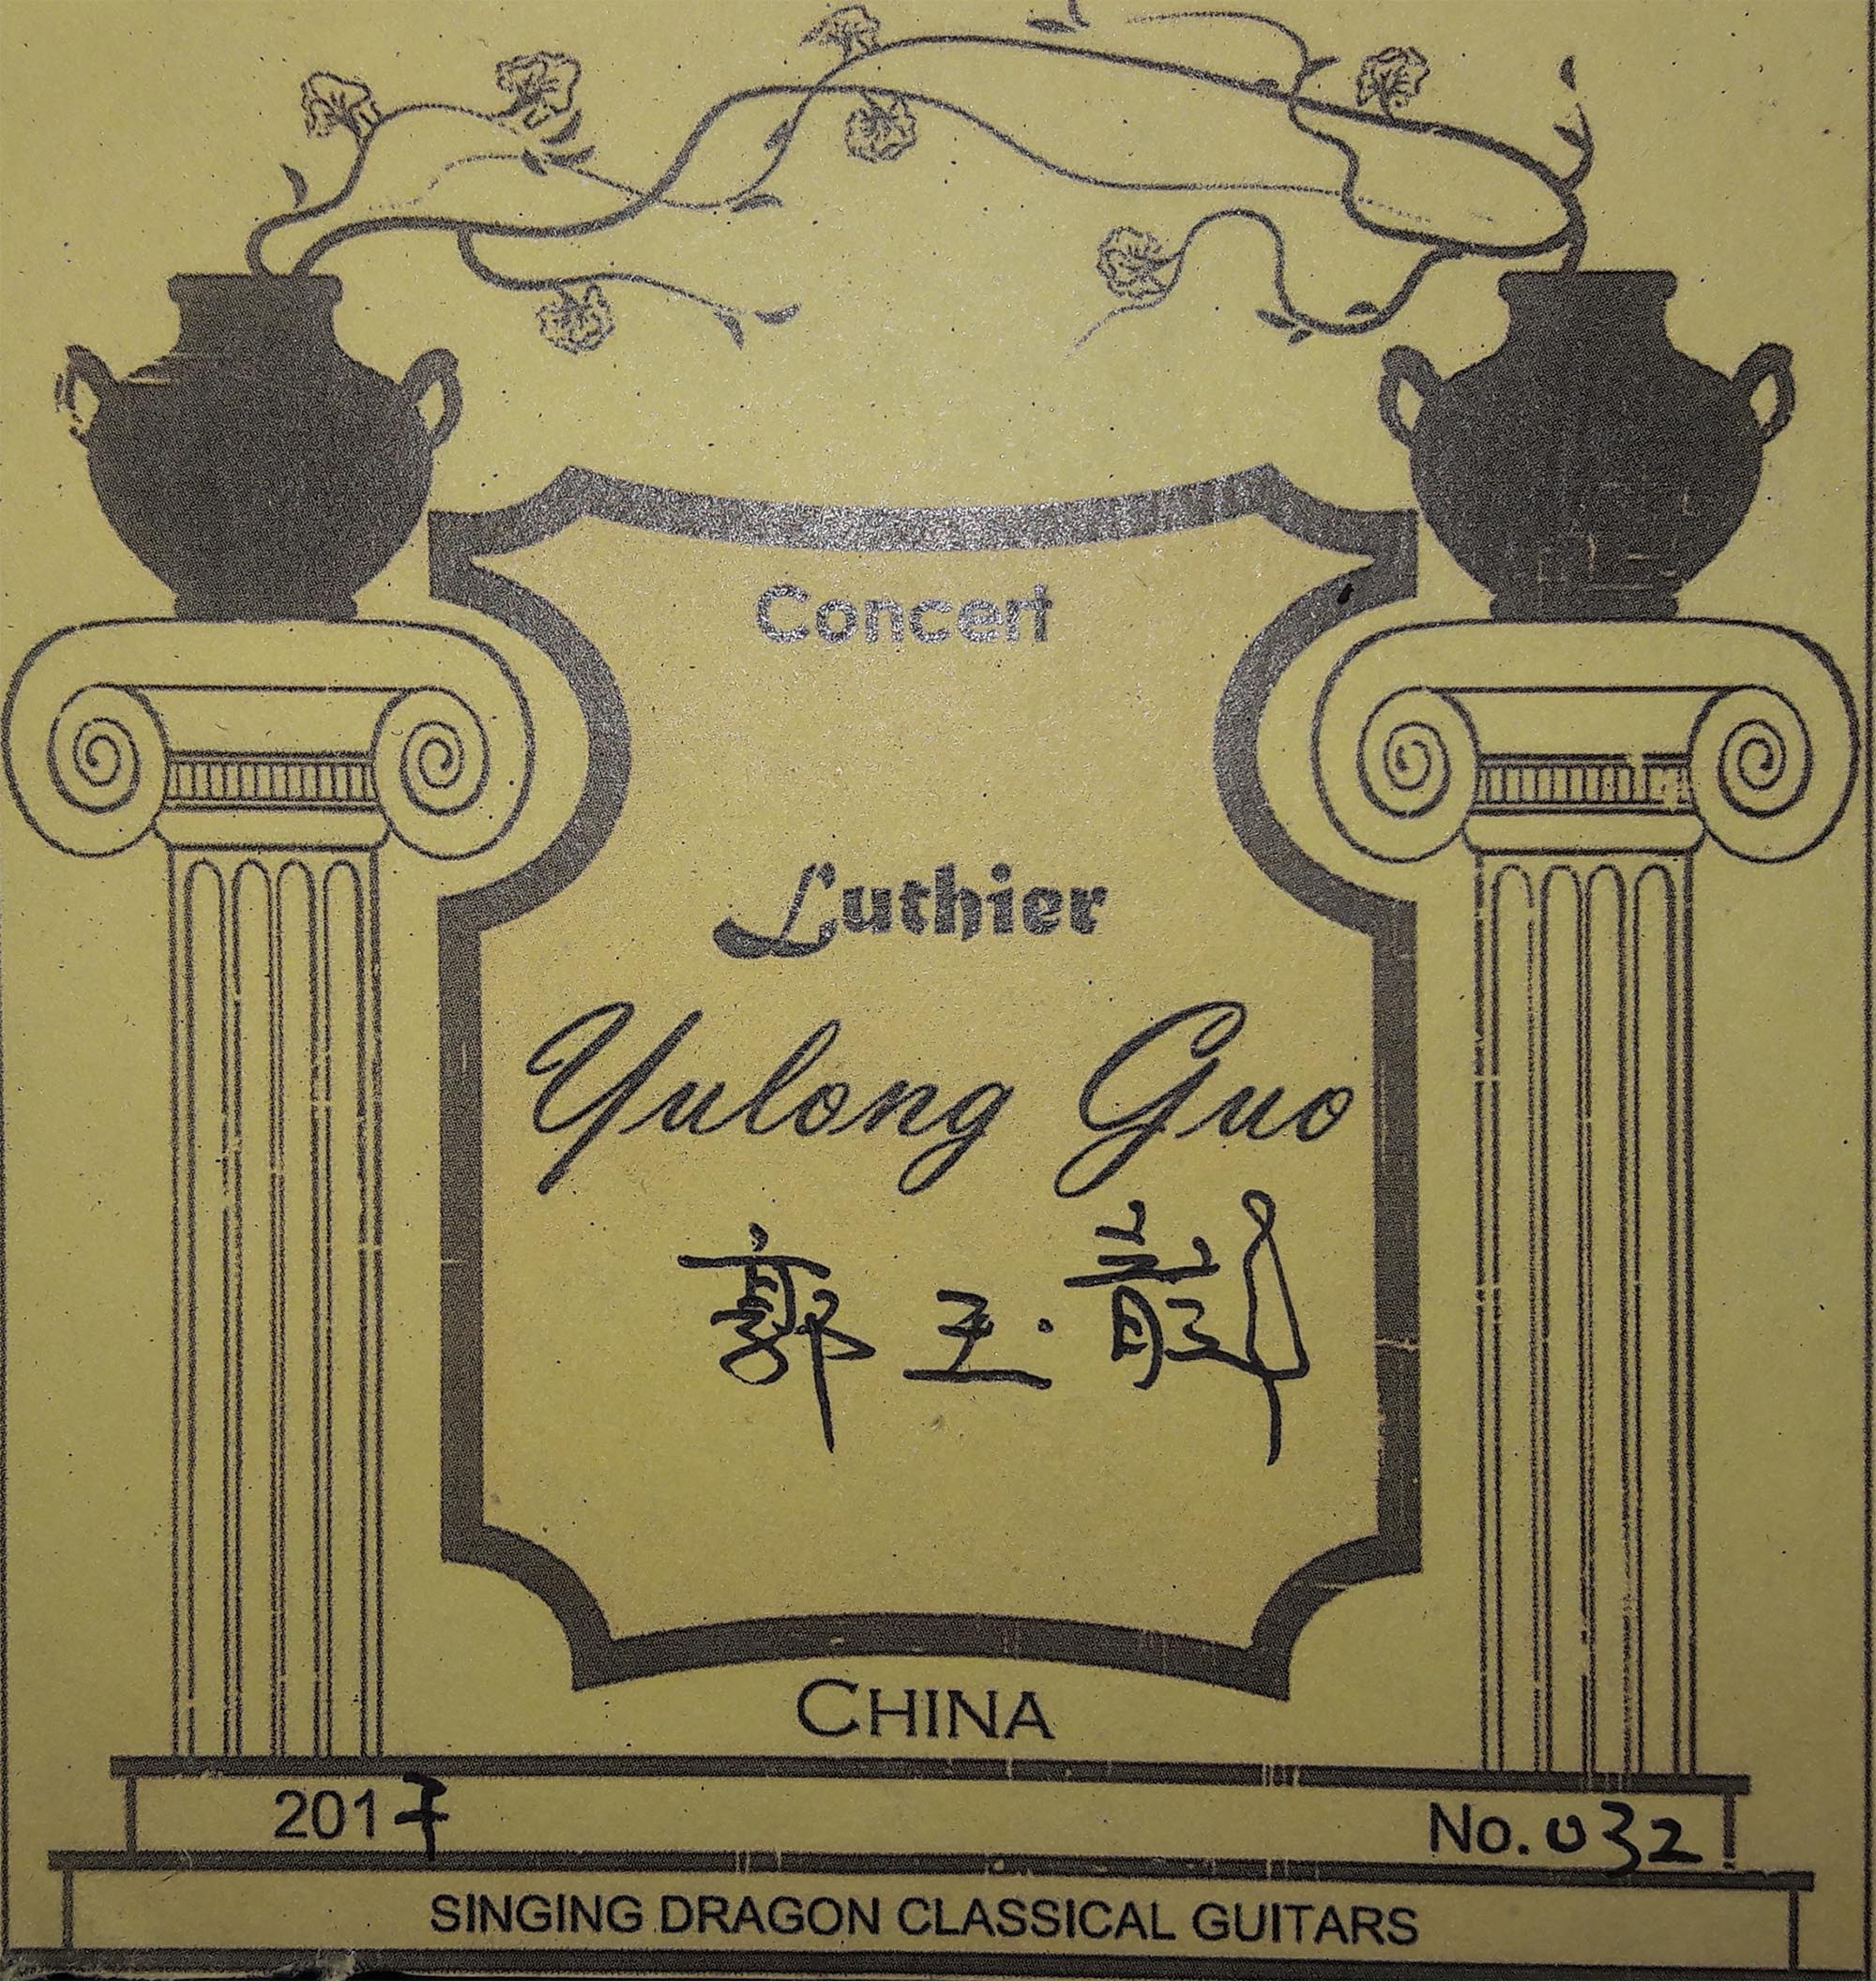 Concert
Luthier
Yulong Guo
郭玉龍
CHINA
2017
No.032
SINGING DRAGON CLASSICAL GUITARS